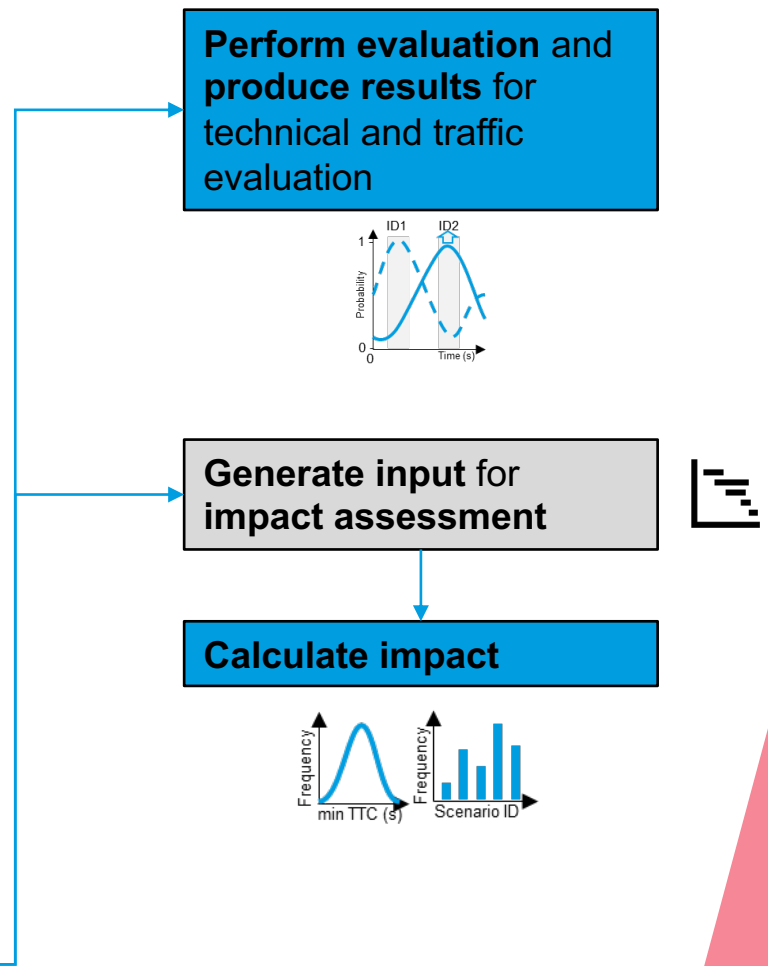 Perform evaluation and
produce results for
technical and traffic
evaluation
ID1 ID2
1
Probability
0
0
Time (s)
Generate input for
impact assessment
Calculate impact
Frequency
min TTC (s)
Frequency
Scenario ID